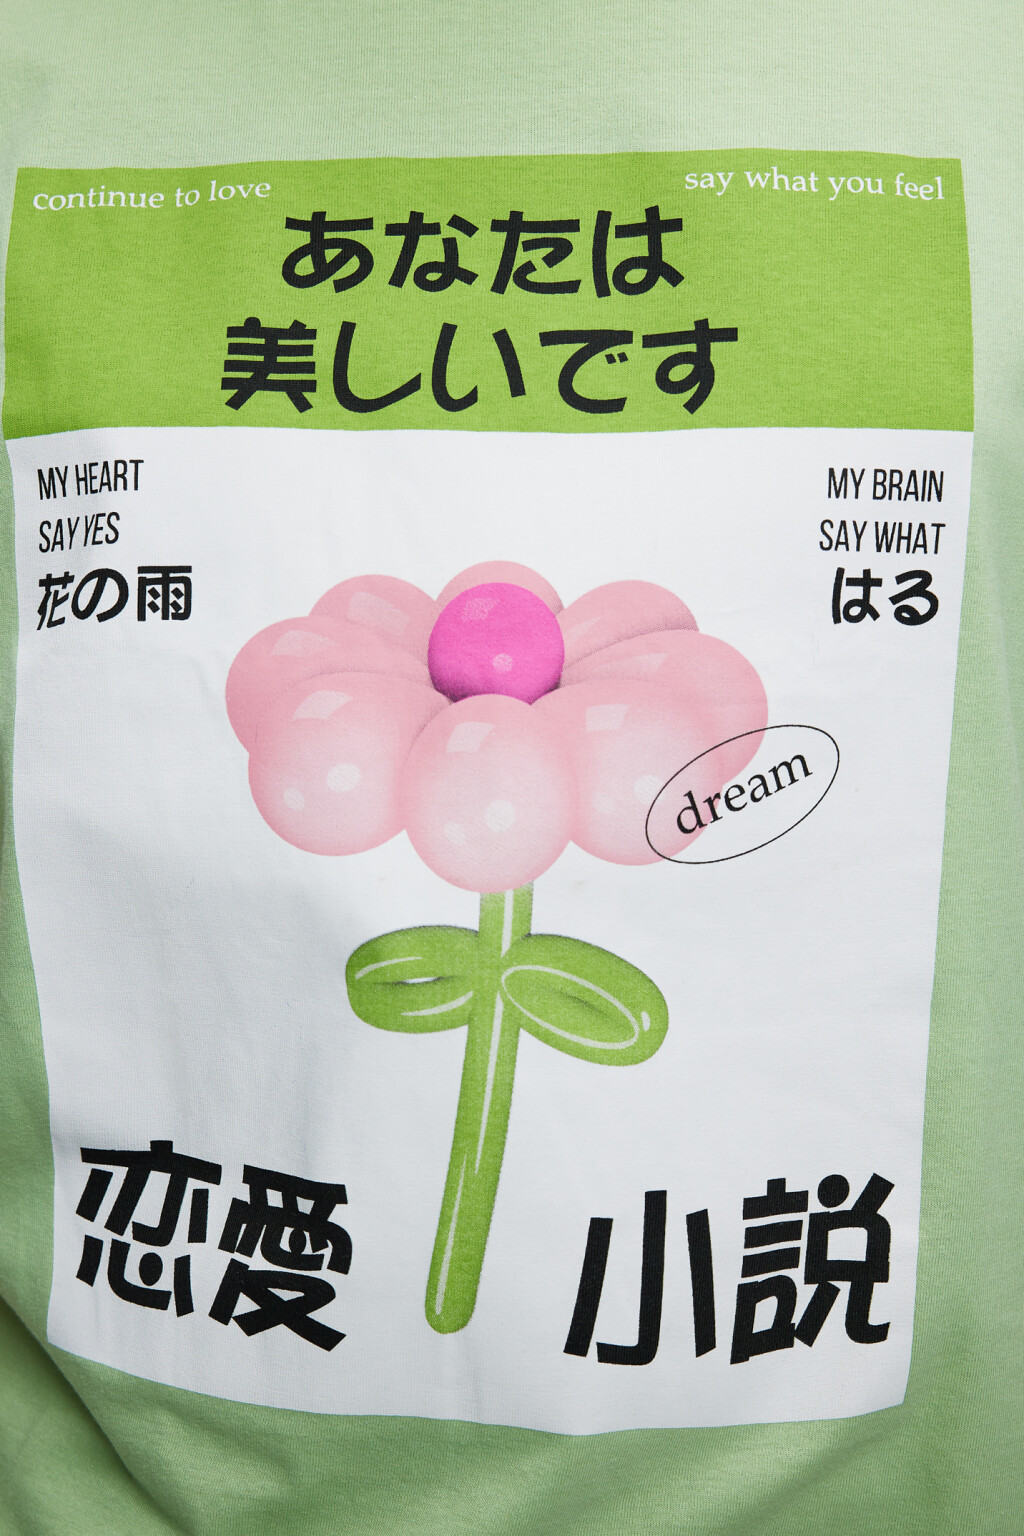 continue to love
say what you feel
あなたは
美しいです
MY HEART
SAY YES
花の雨
MY BRAIN
SAY WHAT
はる
dream
恋愛 小説